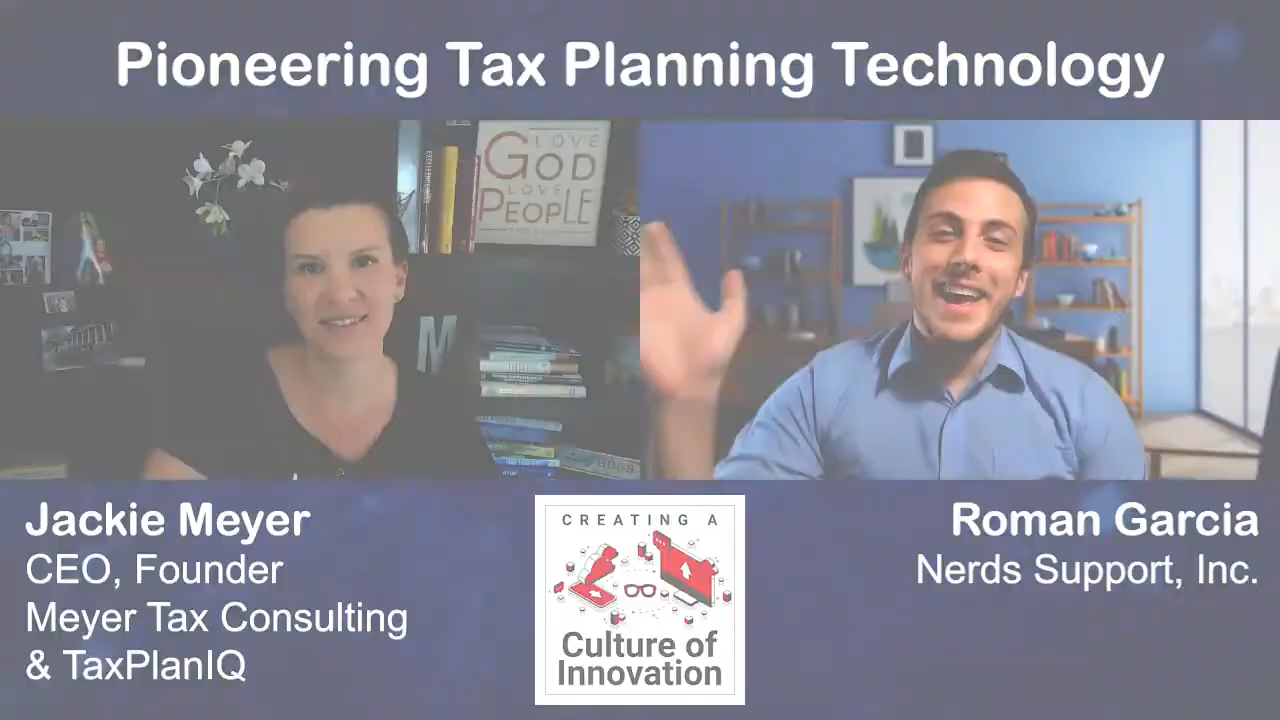 Pioneering Tax Planning Technology
LOVE
GOD
LOVE
PEOPLE
M
BOSS
Jackie Meyer
CEO, Founder
Meyer Tax Consulting
& TaxPlanIQ
CREATING A
Culture of
Innovation
Roman Garcia
Nerds Support, Inc.